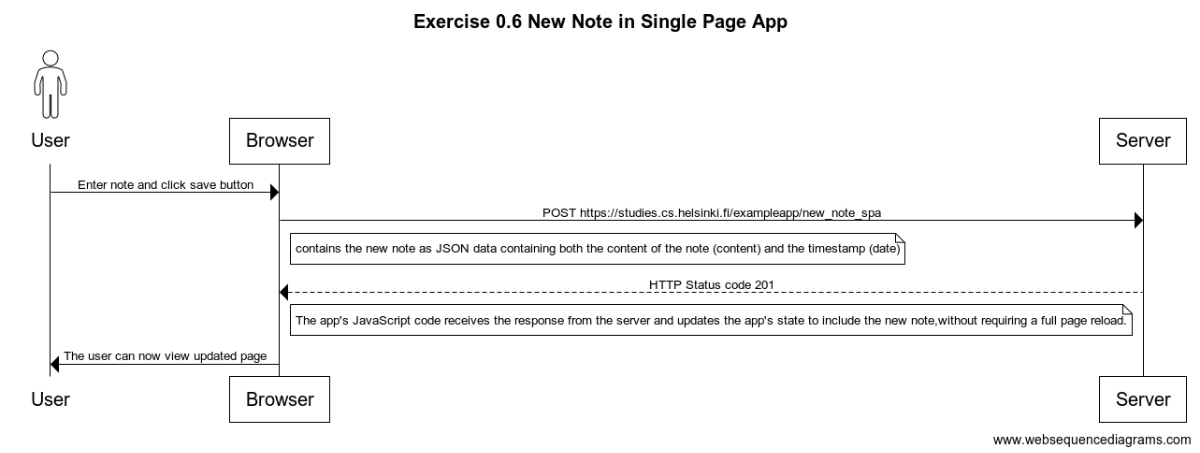 Exercise 0.6 New Note in Single Page App
User
Browser
Server
Enter note and click save button
POST https://studies.cs.helsinki.fi/exampleapp/new_note_spa
contains the new note as JSON data containing both the content of the note (content) and the timestamp (date)
HTTP Status code 201
The app's JavaScript code receives the response from the server and updates the app's state to include the new note,without requiring a full page reload.
The user can now view updated page
User
Browser
Server
www.websequencediagrams.com